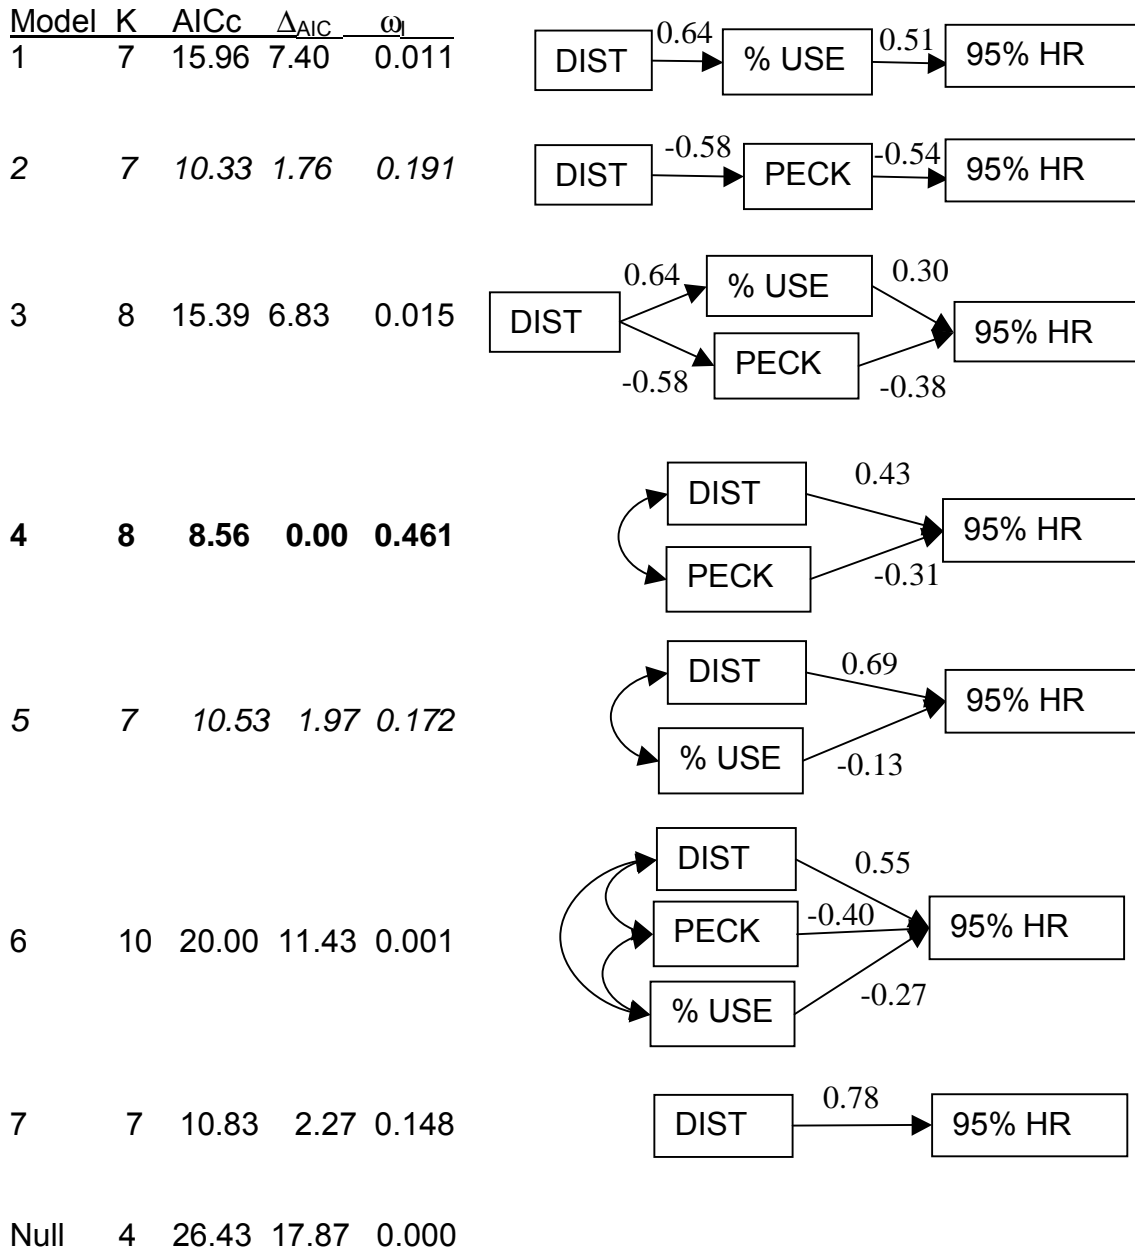 Model K AICc ΔAIC ωI
1 7 15.96 7.40 0.011
DIST 0.64 % USE 0.51 95% HR
2 7 10.33 1.76 0.191
DIST -0.58 PECK -0.54 95% HR
3 8 15.39 6.83 0.015
DIST 0.64 % USE 0.30 95% HR
-0.58 PECK -0.38
4 8 8.56 0.00 0.461
DIST 0.43 95% HR
PECK -0.31
5 7 10.53 1.97 0.172
DIST 0.69 95% HR
% USE -0.13
6 10 20.00 11.43 0.001
DIST 0.55
PECK -0.40 95% HR
% USE -0.27
7 7 10.83 2.27 0.148
DIST 0.78 95% HR
Null 4 26.43 17.87 0.000